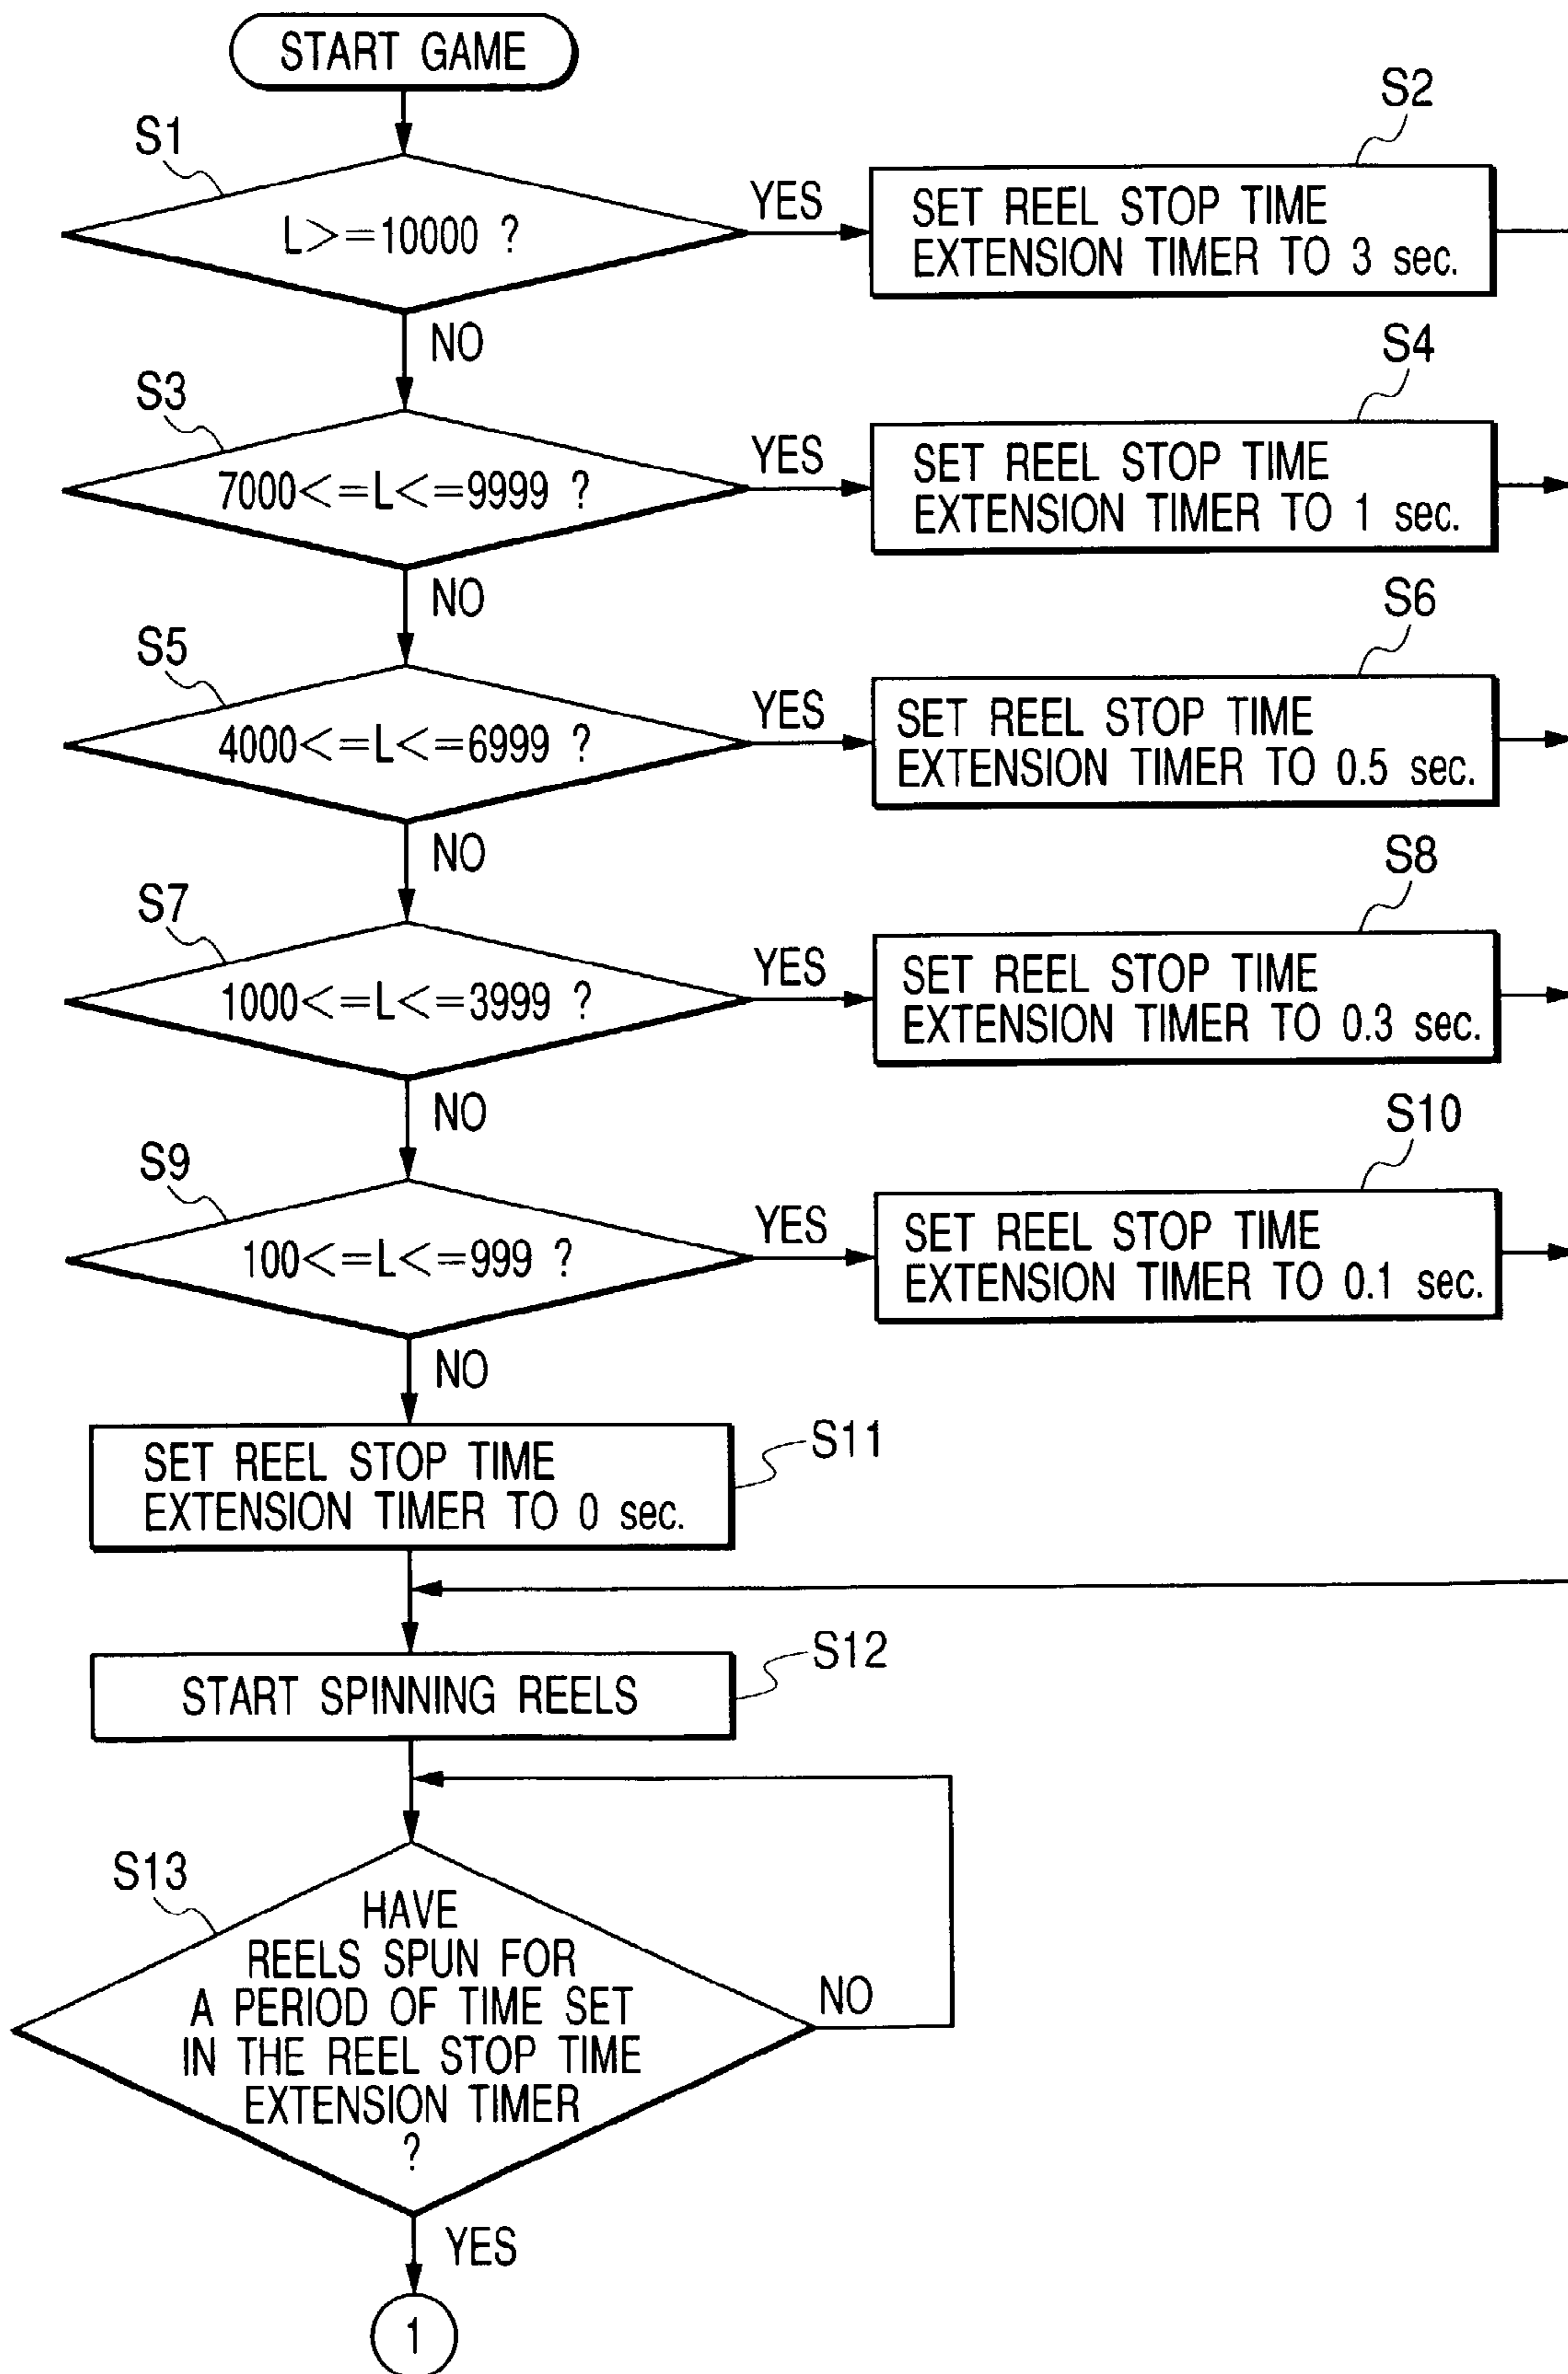 START GAME
S1
L>=10000 ?
YES
S2
SET REEL STOP TIME
EXTENSION TIMER TO 3 sec.
NO
S3
7000<=L<=9999 ?
YES
S4
SET REEL STOP TIME
EXTENSION TIMER TO 1 sec.
NO
S5
4000<=L<=6999 ?
YES
S6
SET REEL STOP TIME
EXTENSION TIMER TO 0.5 sec.
NO
S7
1000<=L<=3999 ?
YES
S8
SET REEL STOP TIME
EXTENSION TIMER TO 0.3 sec.
NO
S9
100<=L<=999 ?
YES
S10
SET REEL STOP TIME
EXTENSION TIMER TO 0.1 sec.
NO
S11
SET REEL STOP TIME
EXTENSION TIMER TO 0 sec.
S12
START SPINNING REELS
S13
HAVE
REELS SPUN FOR
A PERIOD OF TIME SET
IN THE REEL STOP TIME
EXTENSION TIMER
?
NO
YES
1